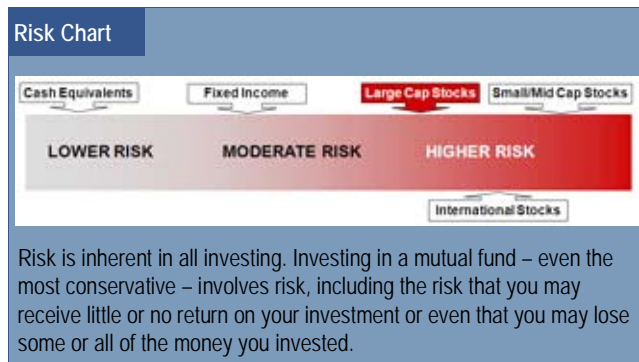 Risk Chart
Cash Equivalents Fixed Income Large Cap Stocks Small/Mid Cap Stocks
LOWER RISK MODERATE RISK HIGHER RISK
International Stocks
Risk is inherent in all investing. Investing in a mutual fund – even the
most conservative – involves risk, including the risk that you may
receive little or no return on your investment or even that you may lose
some or all of the money you invested.